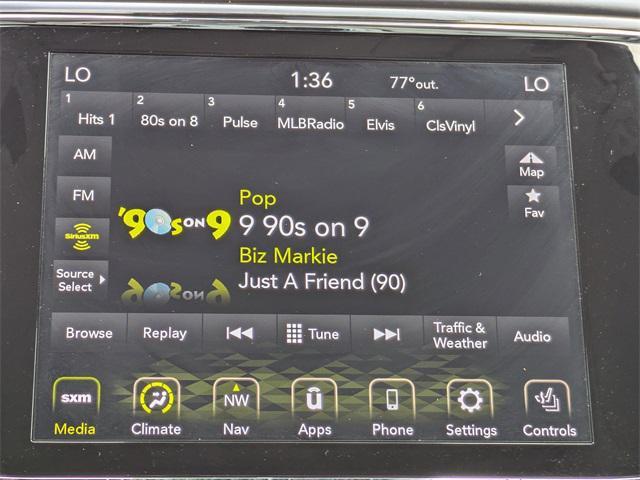 LO 1:36 77°out. LO
1 Hits 1 2 80s on 8 3 Pulse 4 MLBRadio 5 Elvis 6 ClsVinyl
AM
FM
SiriusXM
Source
Select
'90s ON 9
Pop
9 90s on 9
Biz Markie
Just A Friend (90)
Map
Fav
Browse Replay Tune Traffic &
Weather Audio
sxm NW u
Media Climate Nav Apps Phone Settings Controls